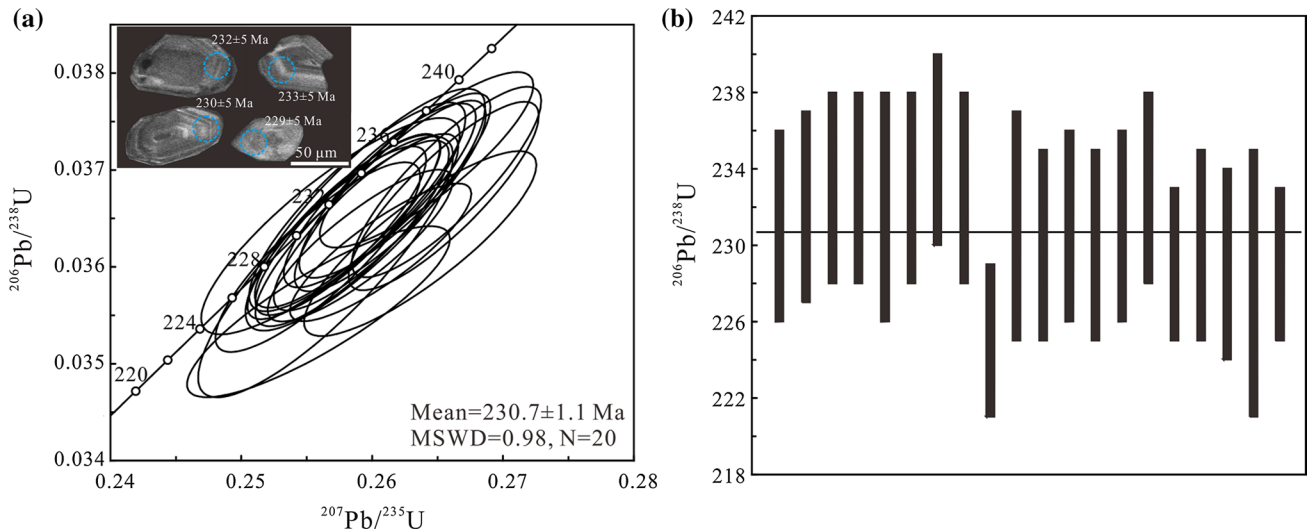 (a)
232±5 Ma
233±5 Ma
230±5 Ma
229±5 Ma
50 μm
240
236
232
228
224
220
0.038
0.037
0.036
0.035
0.034
²⁰⁶Pb/²³⁸U
Mean=230.7±1.1 Ma
MSWD=0.98, N=20
0.24 0.25 0.26 0.27 0.28
²⁰⁷Pb/²³⁵U
(b)
242
238
234
230
226
222
218
²⁰⁶Pb/²³⁸U